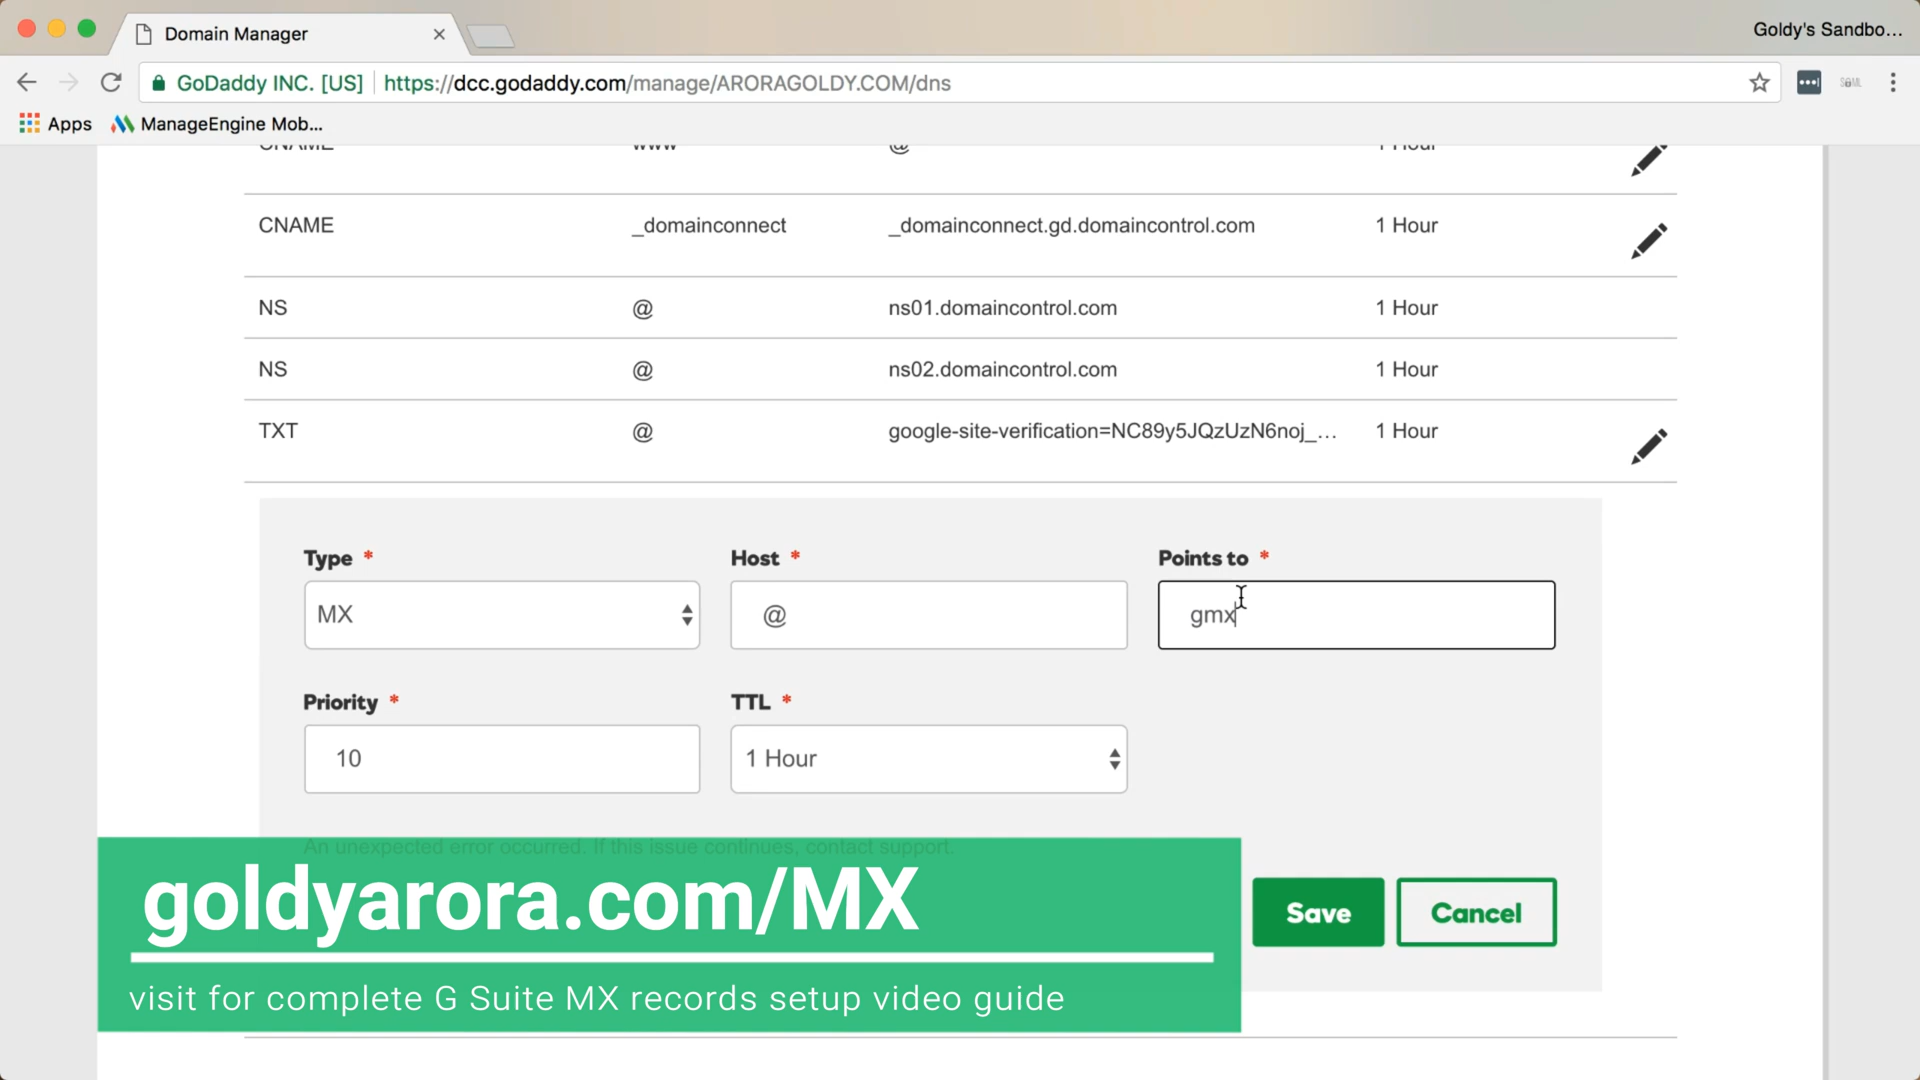 Domain Manager
Goldy's Sandbo...
GoDaddy INC. [US]
https://dcc.godaddy.com/manage/ARORAGOLDY.COM/dns
Apps
ManageEngine Mob...
CNAME www @ 1 Hour
CNAME _domainconnect _domainconnect.gd.domaincontrol.com 1 Hour
NS @ ns01.domaincontrol.com 1 Hour
NS @ ns02.domaincontrol.com 1 Hour
TXT @ google-site-verification=NC89y5JQzUzN6noj_... 1 Hour
Type * Host * Points to *
MX @ gmx
Priority * TTL *
10 1 Hour
An unexpected error occurred. If this issue continues, contact support.
goldyarora.com/MX
Save Cancel
visit for complete G Suite MX records setup video guide